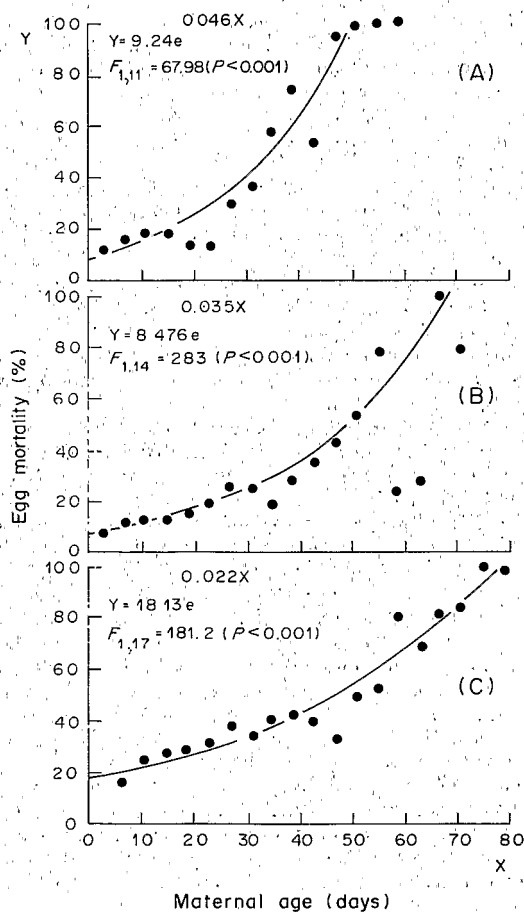 Y
0.046X
Y=9.24e
F1,11=67.98(P<0.001)
(A)
100
80
60
40
20
0
0.035X
Y=8 476e
F1,14=283 (P<0.001)
(B)
100
80
60
40
20
0
Egg mortality (%)
0.022X
Y=18 13e
F1,17=181.2 (P<0.001)
(C)
100
80
60
40
20
0
0 10 20 30 40 50 60 70 80
X
Maternal age (days)